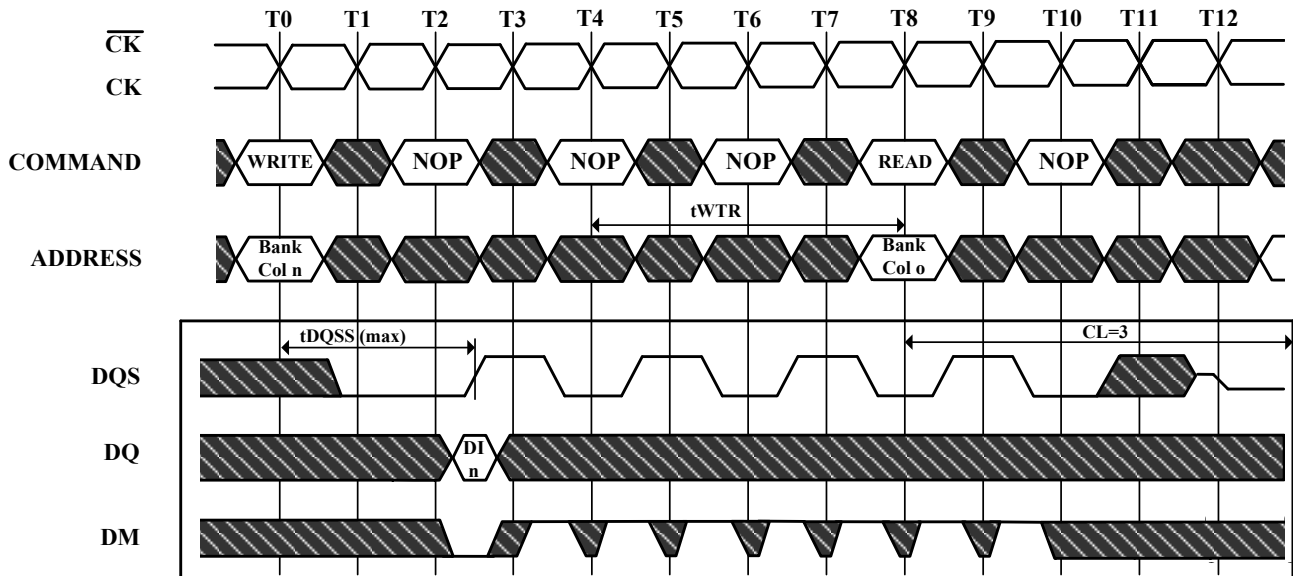 T0 T1 T2 T3 T4 T5 T6 T7 T8 T9 T10 T11 T12
CK
CK
COMMAND WRITE NOP NOP NOP READ NOP
tWTR
ADDRESS Bank Col n Bank Col o
tDQSS (max) CL=3
DQS
DQ DI n
DM